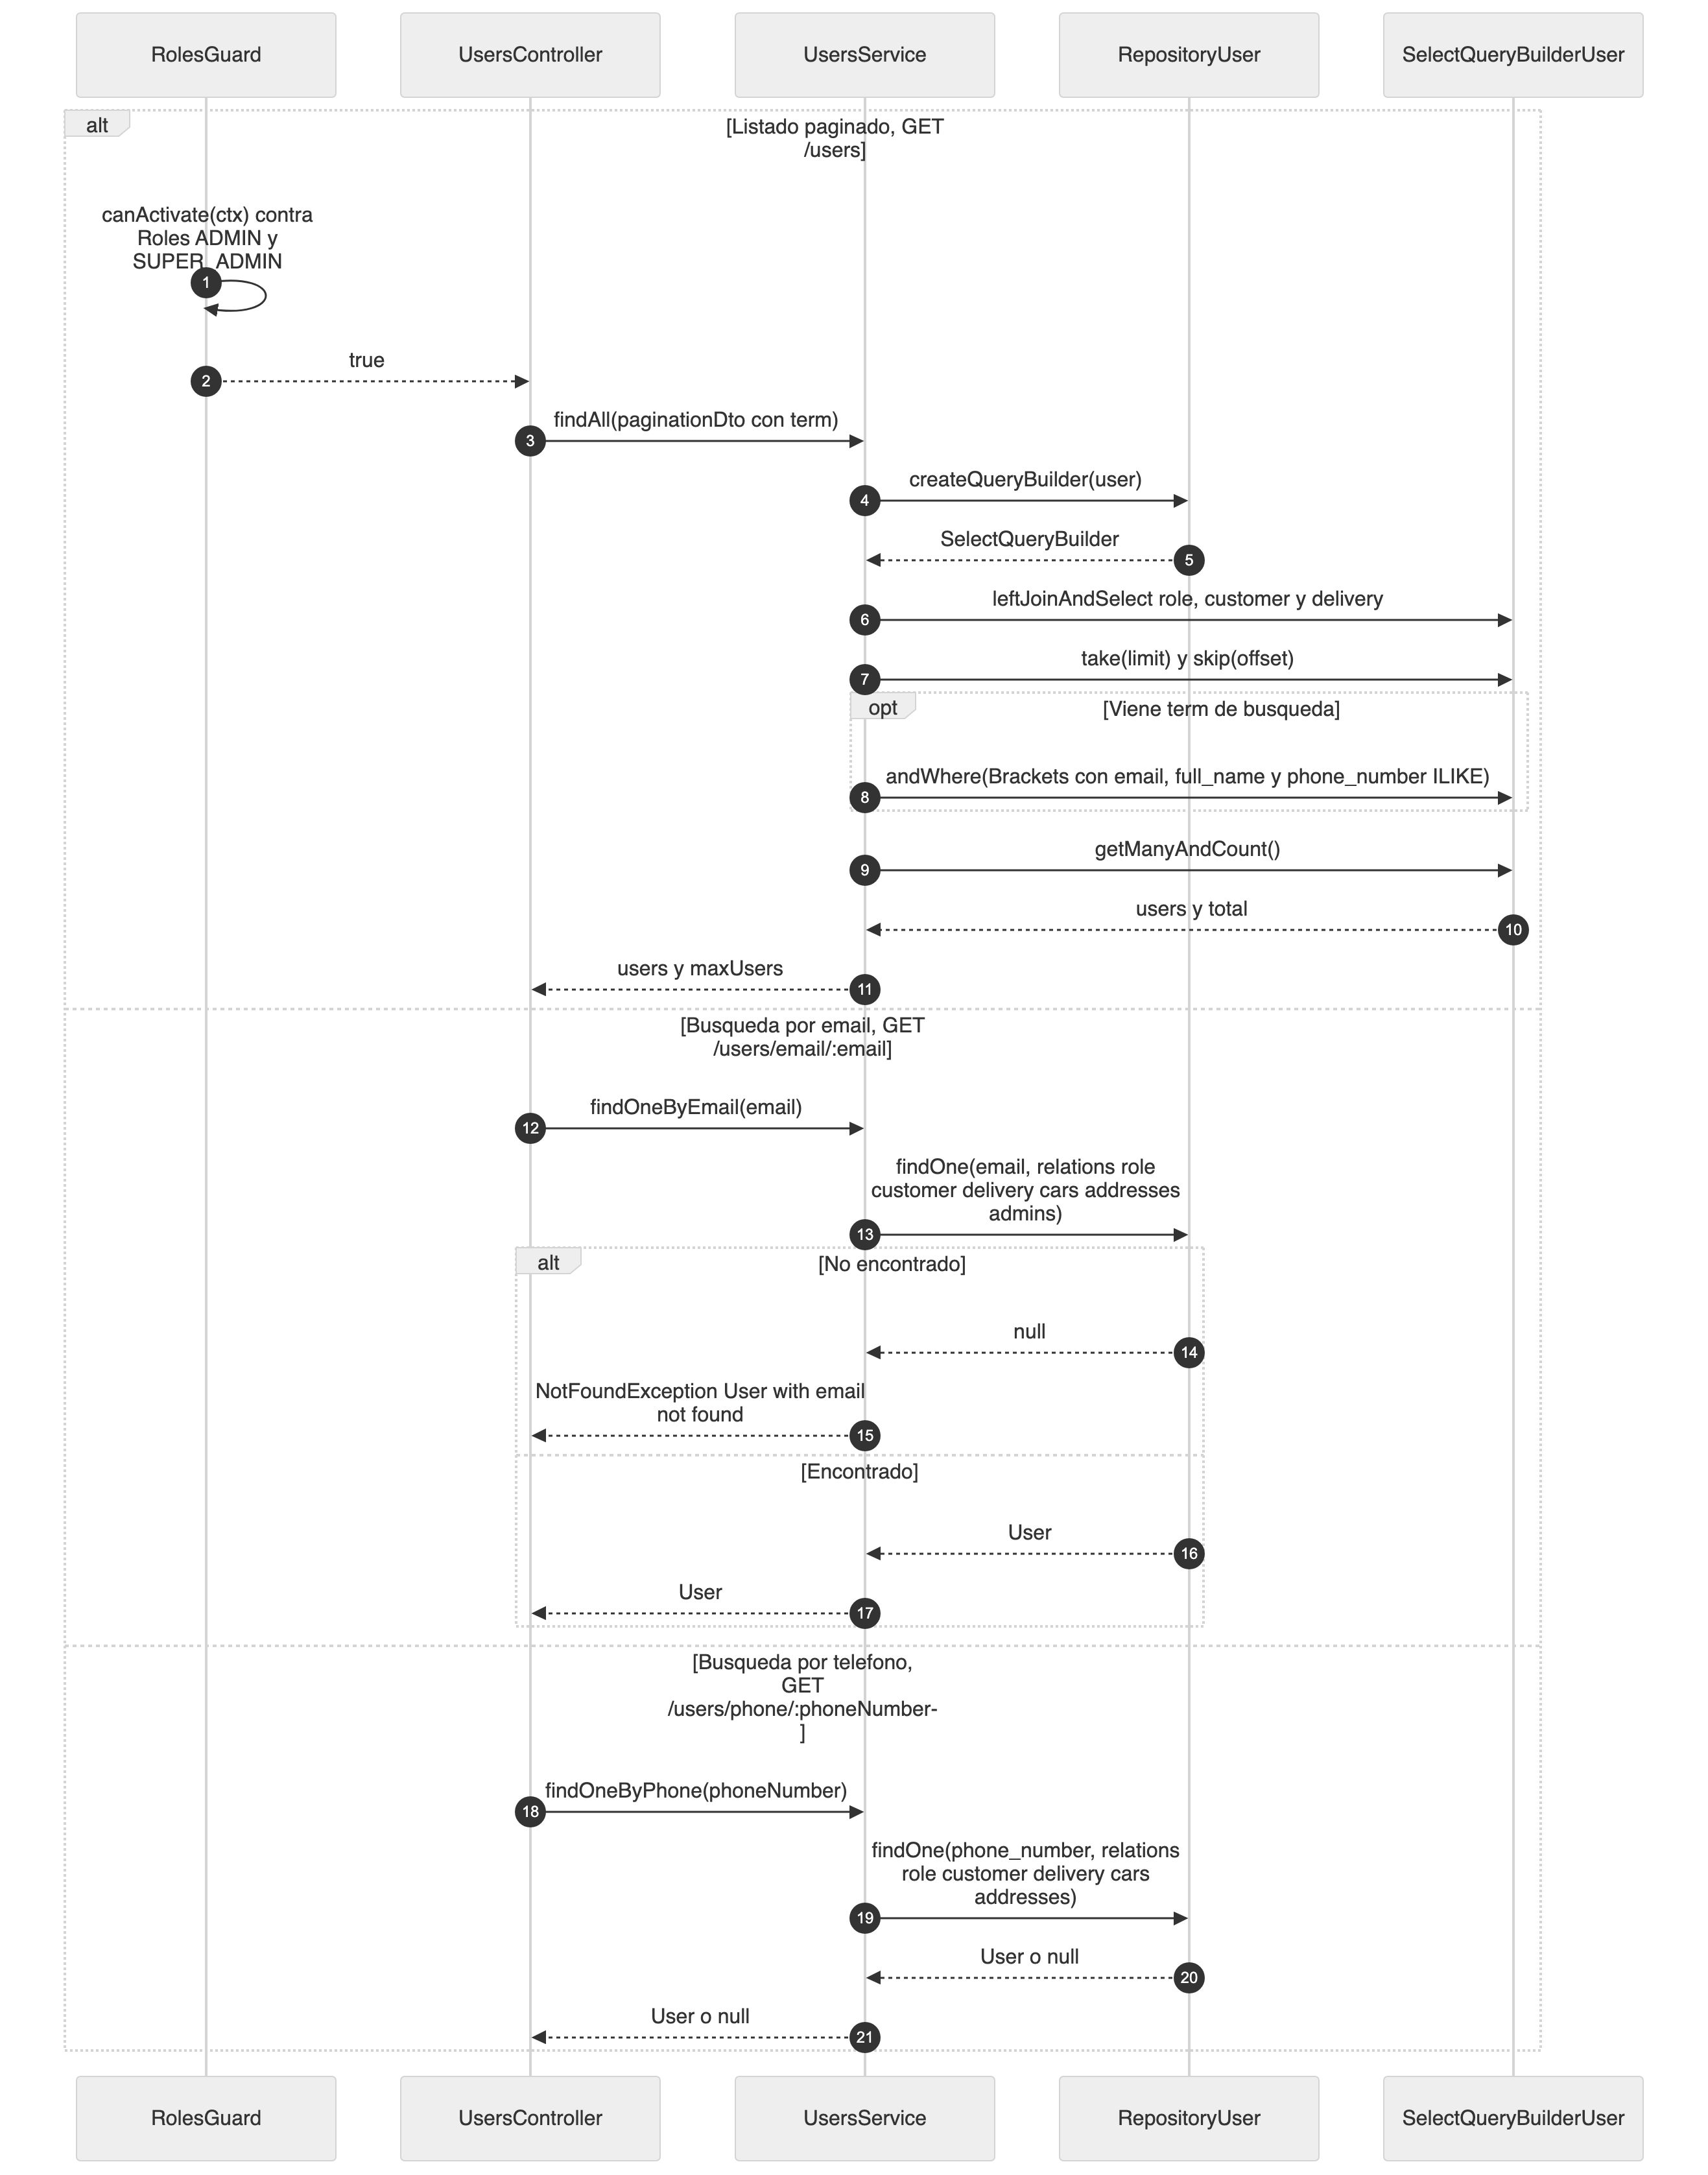 RolesGuard
UsersController
UsersService
RepositoryUser
SelectQueryBuilderUser
alt
[Listado paginado, GET
/users]
canActivate(ctx) contra
Roles ADMIN y
SUPER_ADMIN
1
true
2
findAll(paginationDto con term)
3
createQueryBuilder(user)
4
SelectQueryBuilder
5
leftJoinAndSelect role, customer y delivery
6
take(limit) y skip(offset)
7
opt
[Viene term de busqueda]
andWhere(Brackets con email, full_name y phone_number ILIKE)
8
getManyAndCount()
9
users y total
10
users y maxUsers
11
[Busqueda por email, GET
/users/email/:email]
findOneByEmail(email)
12
findOne(email, relations role
customer delivery cars addresses
admins)
13
alt
[No encontrado]
null
14
NotFoundException User with email
not found
15
[Encontrado]
User
16
User
17
[Busqueda por telefono,
GET
/users/phone/:phoneNumber-
]
findOneByPhone(phoneNumber)
18
findOne(phone_number, relations
role customer delivery cars
addresses)
19
User o null
20
User o null
21
RolesGuard
UsersController
UsersService
RepositoryUser
SelectQueryBuilderUser